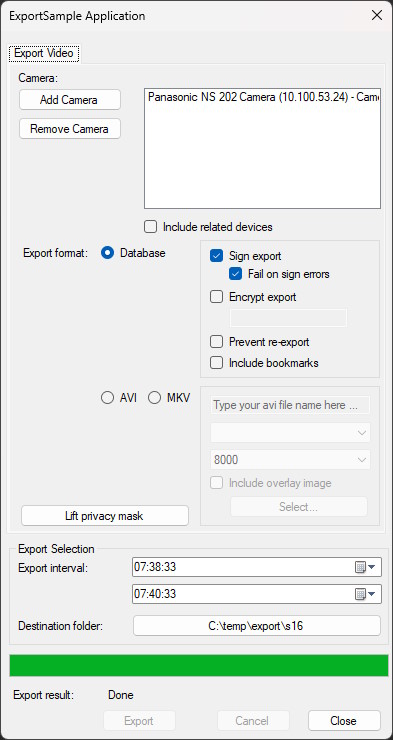 ExportSample Application
Export Video
Camera:
Add Camera
Panasonic NS 202 Camera (10.100.53.24) - Came
Remove Camera
Include related devices
Export format:
Database
Sign export
Fail on sign errors
Encrypt export
Prevent re-export
Include bookmarks
AVI
MKV
Type your avi file name here ...
8000
Include overlay image
Select...
Lift privacy mask
Export Selection
Export interval:
07:38:33
07:40:33
Destination folder:
C:\temp\export\s16
Export result:
Done
Export
Cancel
Close